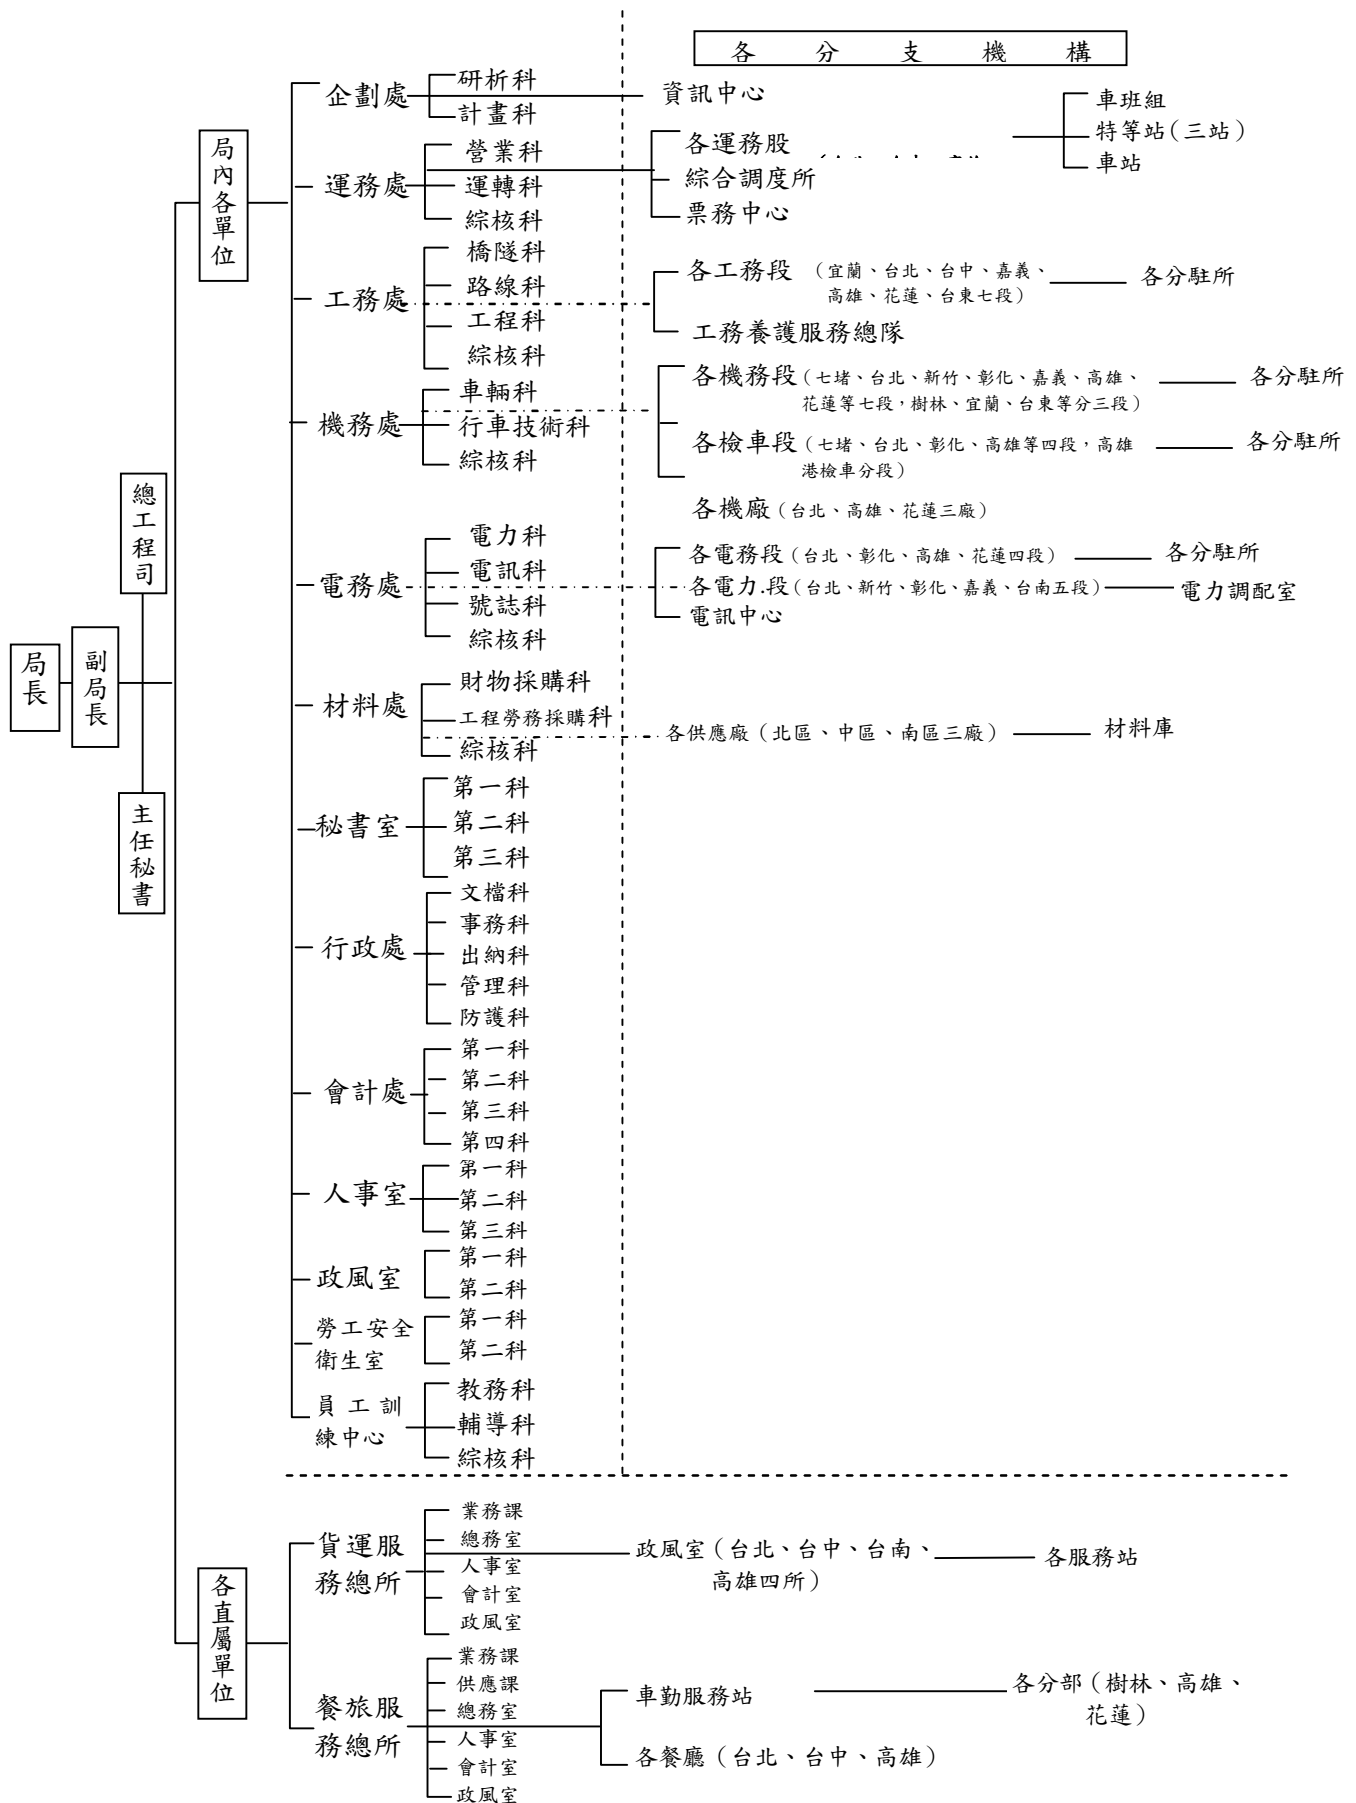 各分支機構
局長
副局長
總工程司
主任秘書
局內各單位
企劃處
研析科
計畫科
資訊中心
運務處
營業科
運轉科
綜核科
各運務股
綜合調度所
票務中心
車班組
特等站(三站)
車站
工務處
橋隧科
路線科
工程科
綜核科
各工務段 (宜蘭、台北、台中、嘉義、
高雄、花蓮、台東七段)
各分駐所
工務養護服務總隊
機務處
車輛科
行車技術科
綜核科
各機務段(七堵、台北、新竹、彰化、嘉義、高雄、
花蓮等七段,樹林、宜蘭、台東等分三段)
各分駐所
各檢車段(七堵、台北、彰化、高雄等四段,高雄
港檢車分段)
各分駐所
各機廠(台北、高雄、花蓮三廠)
電務處
電力科
電訊科
號誌科
綜核科
各電務段(台北、彰化、高雄、花蓮四段)
各分駐所
各電力.段(台北、新竹、彰化、嘉義、台南五段)
電力調配室
電訊中心
材料處
財物採購科
工程勞務採購科
綜核科
各供應廠(北區、中區、南區三廠)
材料庫
秘書室
第一科
第二科
第三科
行政處
文檔科
事務科
出納科
管理科
防護科
會計處
第一科
第二科
第三科
第四科
人事室
第一科
第二科
第三科
政風室
第一科
第二科
勞工安全
衛生室
第一科
第二科
員工訓
練中心
教務科
輔導科
綜核科
各直屬單位
貨運服
務總所
業務課
總務室
人事室
會計室
政風室
政風室(台北、台中、台南、
高雄四所)
各服務站
餐旅服
務總所
業務課
供應課
總務室
人事室
會計室
政風室
車勤服務站
各分部(樹林、高雄、
花蓮)
各餐廳(台北、台中、高雄)